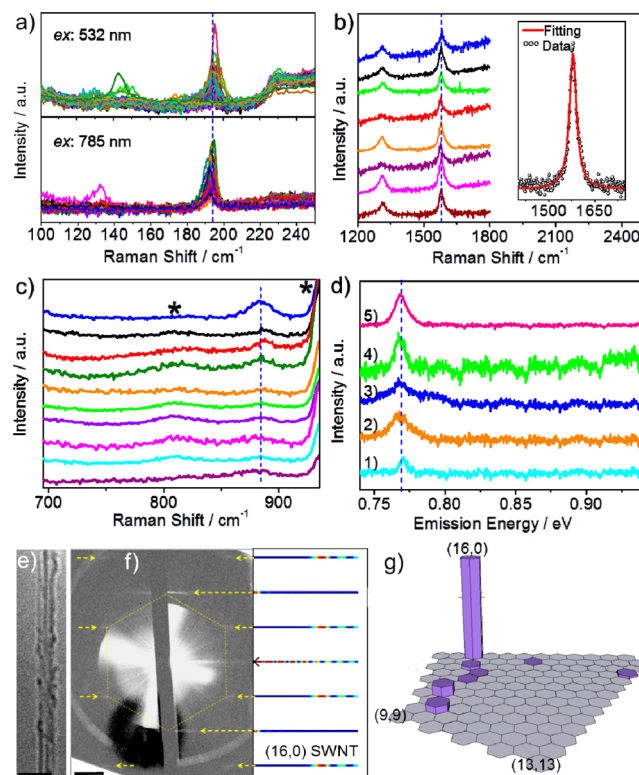 a)
ex: 532 nm
ex: 785 nm
Intensity / a.u.
100 120 140 160 180 200 220 240
Raman Shift / cm-1
b)
Fitting
Data
1500 1650
Intensity / a.u.
1200 1500 1800 2100 2400
Raman Shift / cm-1
c)
*
*
Intensity / a.u.
700 800 900
Raman Shift / cm-1
d)
5)
4)
3)
2)
1)
Intensity / a.u.
0.75 0.80 0.85 0.90
Emission Energy / eV
e)
f)
(16,0) SWNT
g)
(16,0)
(9,9)
(13,13)